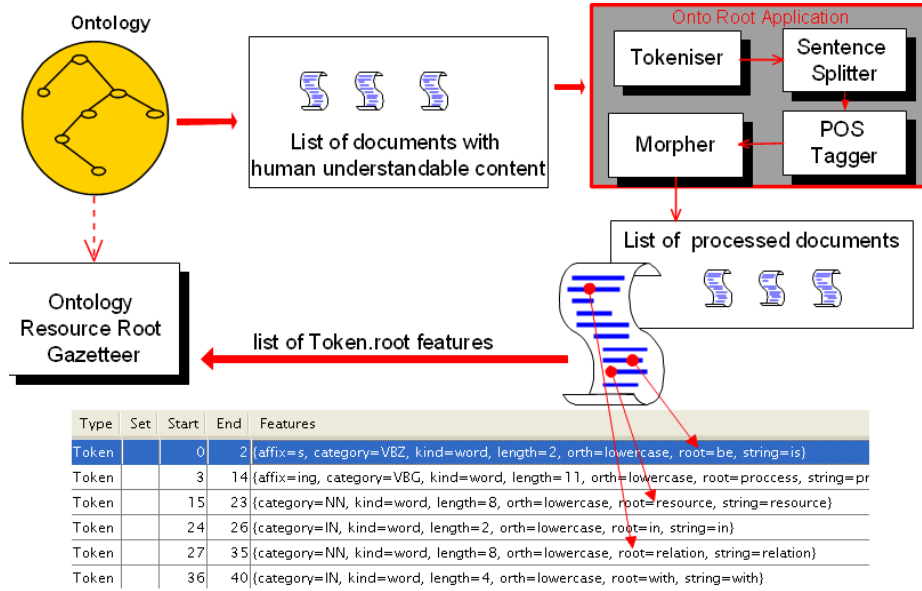 Ontology
List of documents with
human understandable content
Onto Root Application
Tokeniser
Sentence
Splitter
Morpher
POS
Tagger
List of processed documents
Ontology
Resource Root
Gazetteer
list of Token.root features
Type Set Start End Features
Token 0 2 {affix=s, category=VBZ, kind=word, length=2, orth=lowercase, root=be, string=is}
Token 3 14 {affix=ing, category=VBG, kind=word, length=11, orth=lowercase, root=proccess, string=pr
Token 15 23 {category=NN, kind=word, length=8, orth=lowercase, root=resource, string=resource}
Token 24 26 {category=IN, kind=word, length=2, orth=lowercase, root=in, string=in}
Token 27 35 {category=NN, kind=word, length=8, orth=lowercase, root=relation, string=relation}
Token 36 40 {category=IN, kind=word, length=4, orth=lowercase, root=with, string=with}